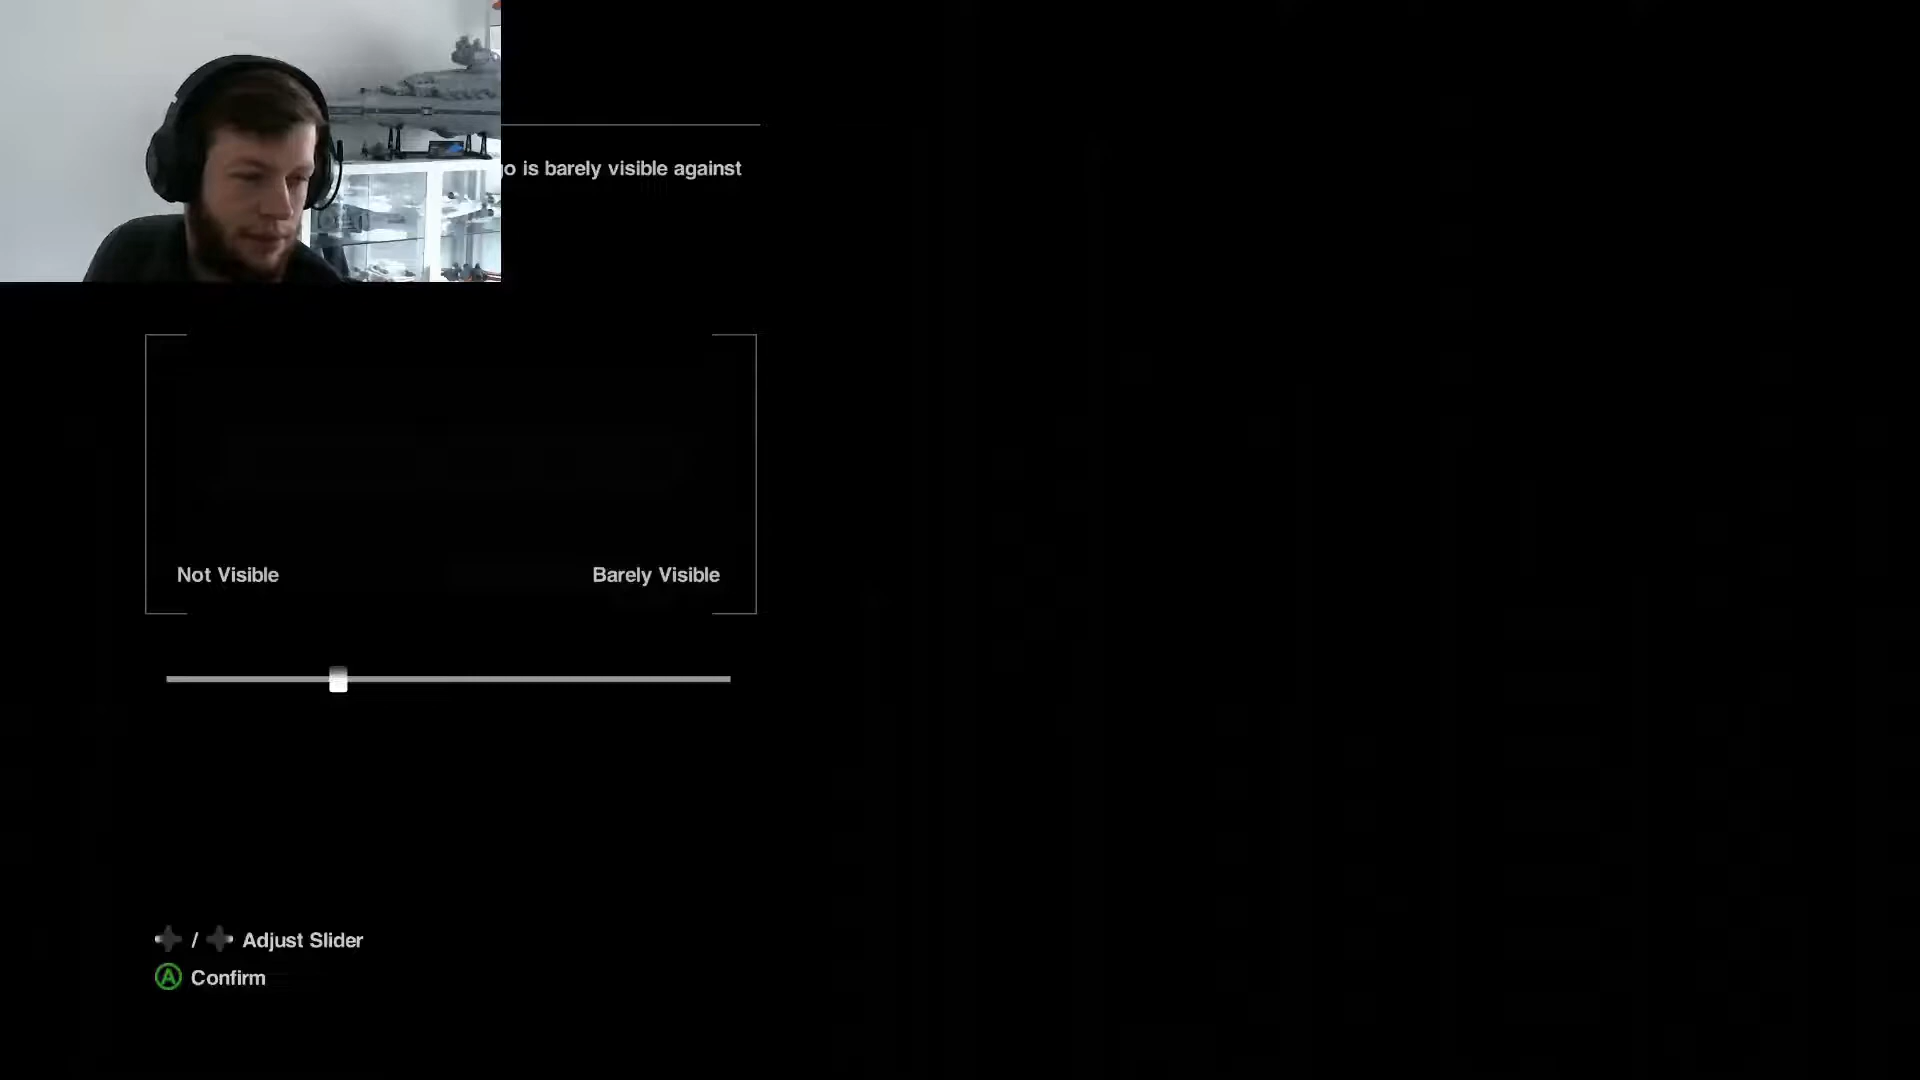 is barely visible against
Not Visible
Barely Visible
/ Adjust Slider
A Confirm